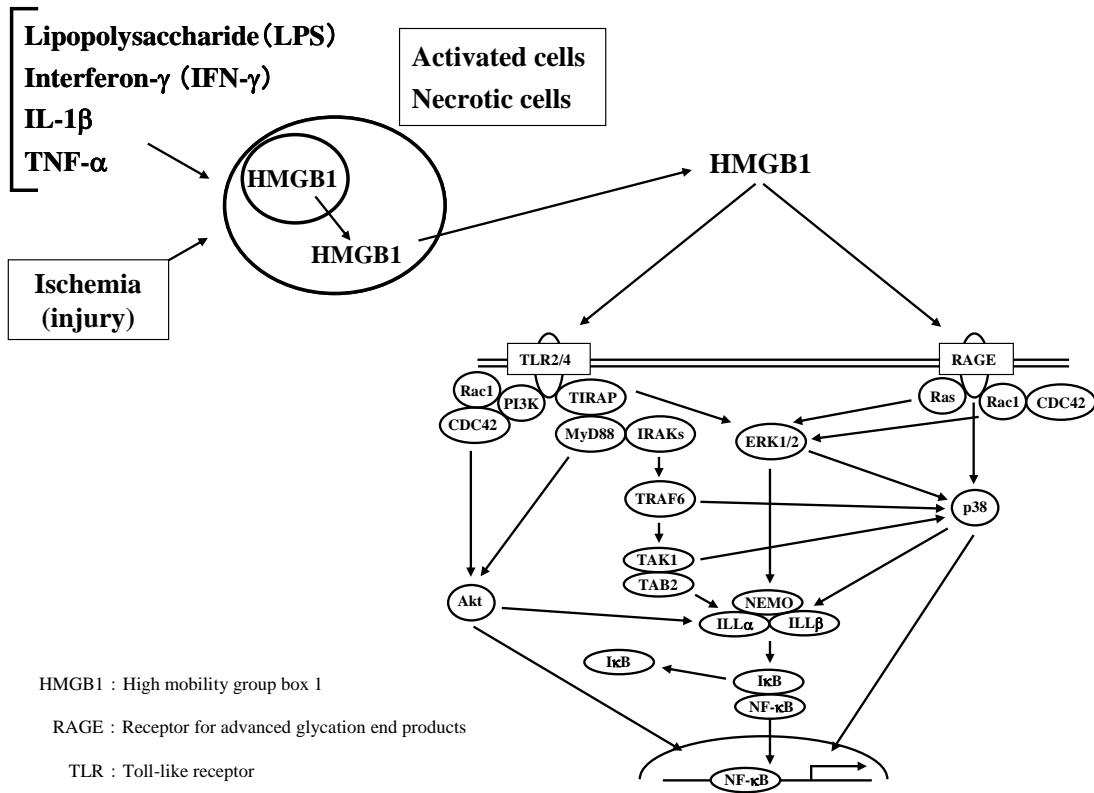 Lipopolysaccharide(LPS)
Interferon-γ (IFN-γ)
IL-1β
TNF-α
Activated cells
Necrotic cells
HMGB1
HMGB1
HMGB1
Ischemia
(injury)
TLR2/4
RAGE
Rac1
PI3K
TIRAP
CDC42
MyD88
IRAKs
ERK1/2
Ras
Rac1
CDC42
TRAF6
p38
TAK1
TAB2
Akt
NEMO
ILLα
ILLβ
IκB
IκB
NF-κB
NF-κB
HMGB1 : High mobility group box 1
RAGE : Receptor for advanced glycation end products
TLR : Toll-like receptor